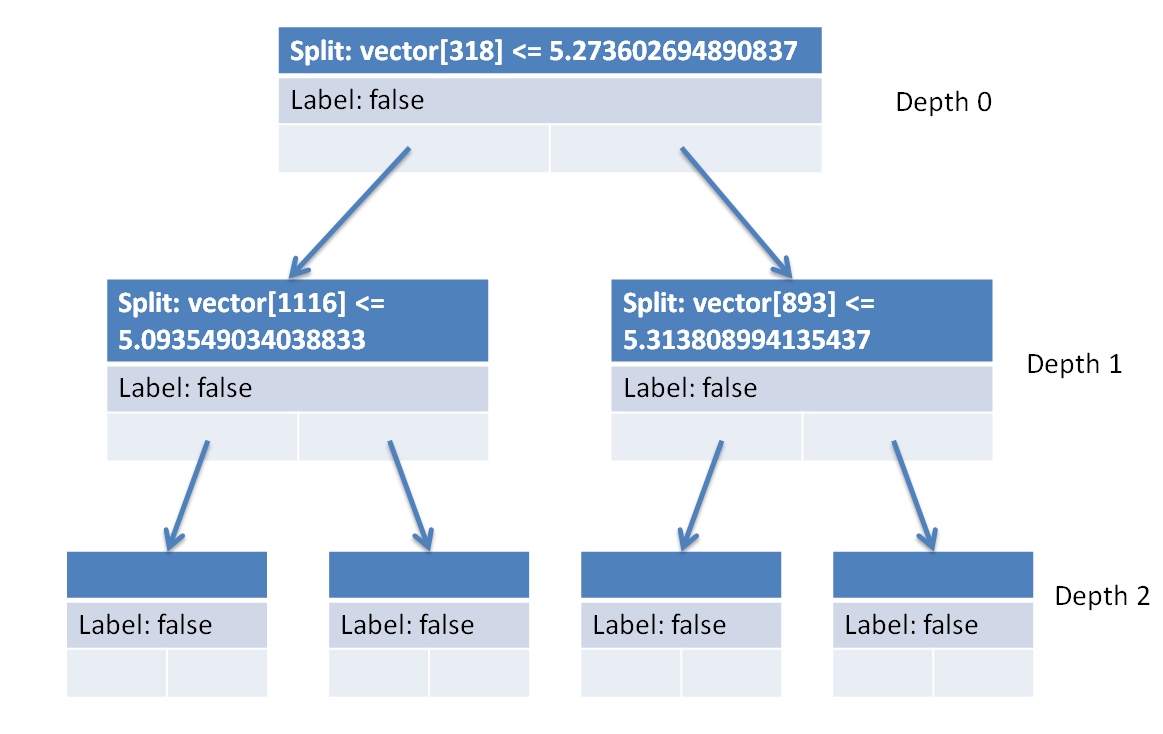 Split: vector[318] <= 5.273602694890837
Label: false
Depth 0
Split: vector[1116] <=
5.093549034038833
Label: false
Split: vector[893] <=
5.313808994135437
Label: false
Depth 1
Label: false
Label: false
Label: false
Label: false
Depth 2